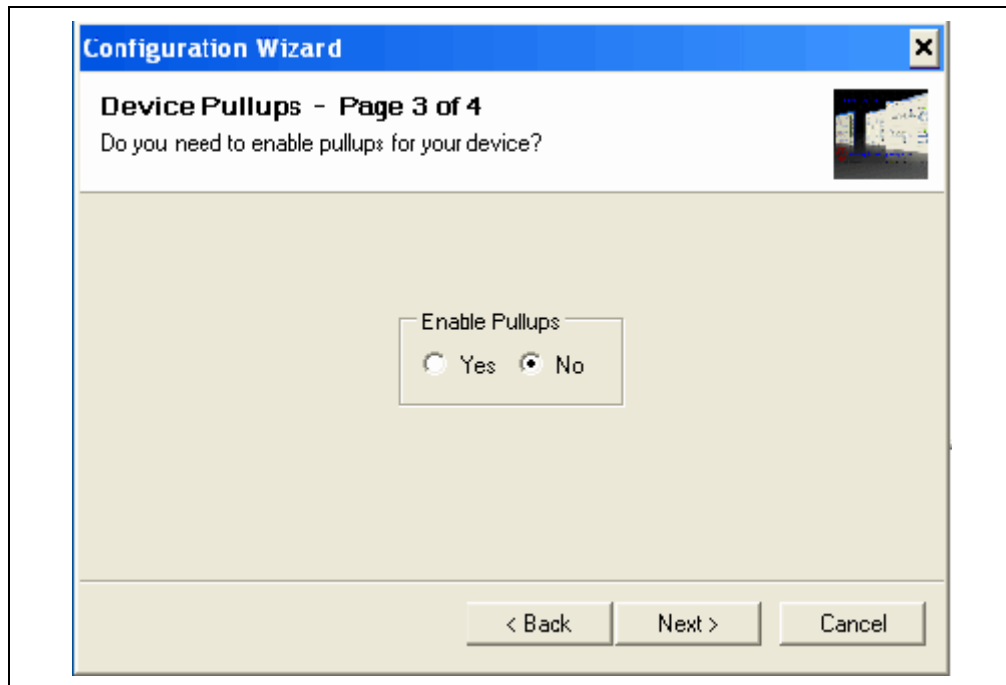 Configuration Wizard
Device Pullups - Page 3 of 4
Do you need to enable pullups for your device?
Enable Pullups
Yes No
< Back Next > Cancel